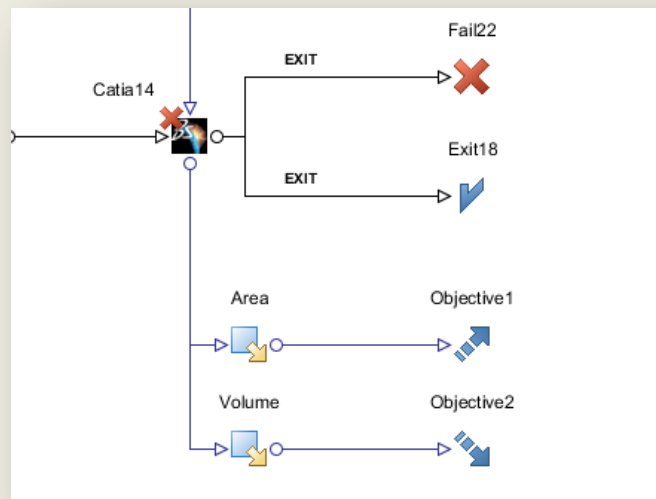 Fail22
EXIT
Catia14
Exit18
EXIT
Area
Objective1
Volume
Objective2